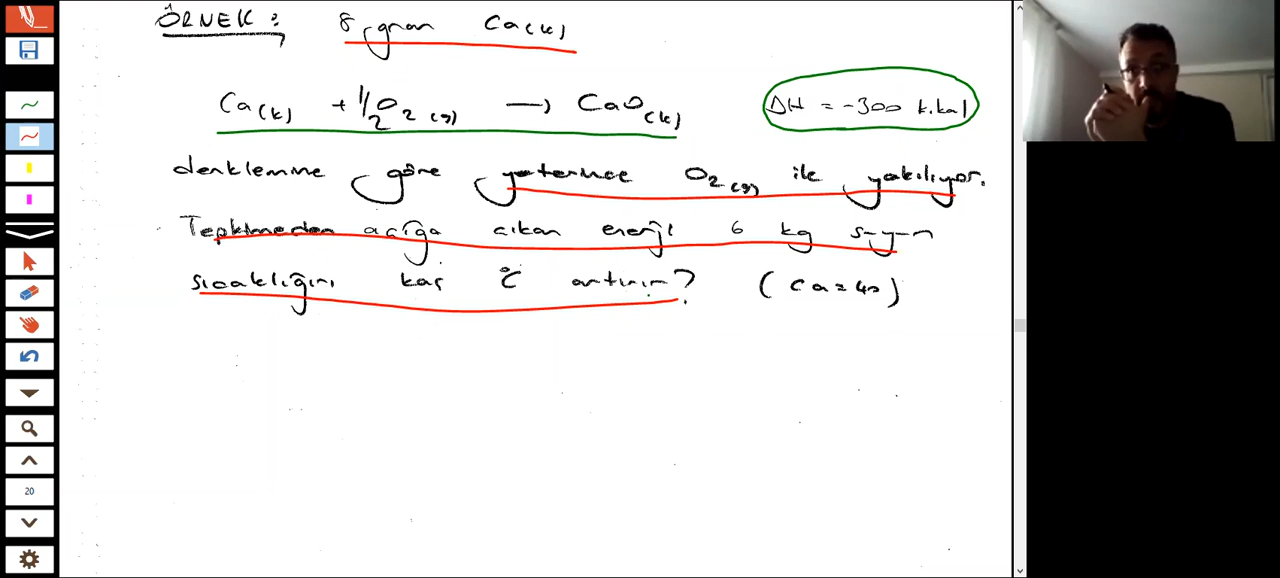 ÖRNEK: 8 gram Ca(k)
Ca(k) + 1/2 O2 (g) → CaO(k) ΔH = -300 k.kal
denklemine göre yeterince O2(g) ile yakılıyor.
Tepkimeden açığa çıkan enerji 6 kg suyun
sıcaklığını kaç °C artırır? (Ca=40)
20